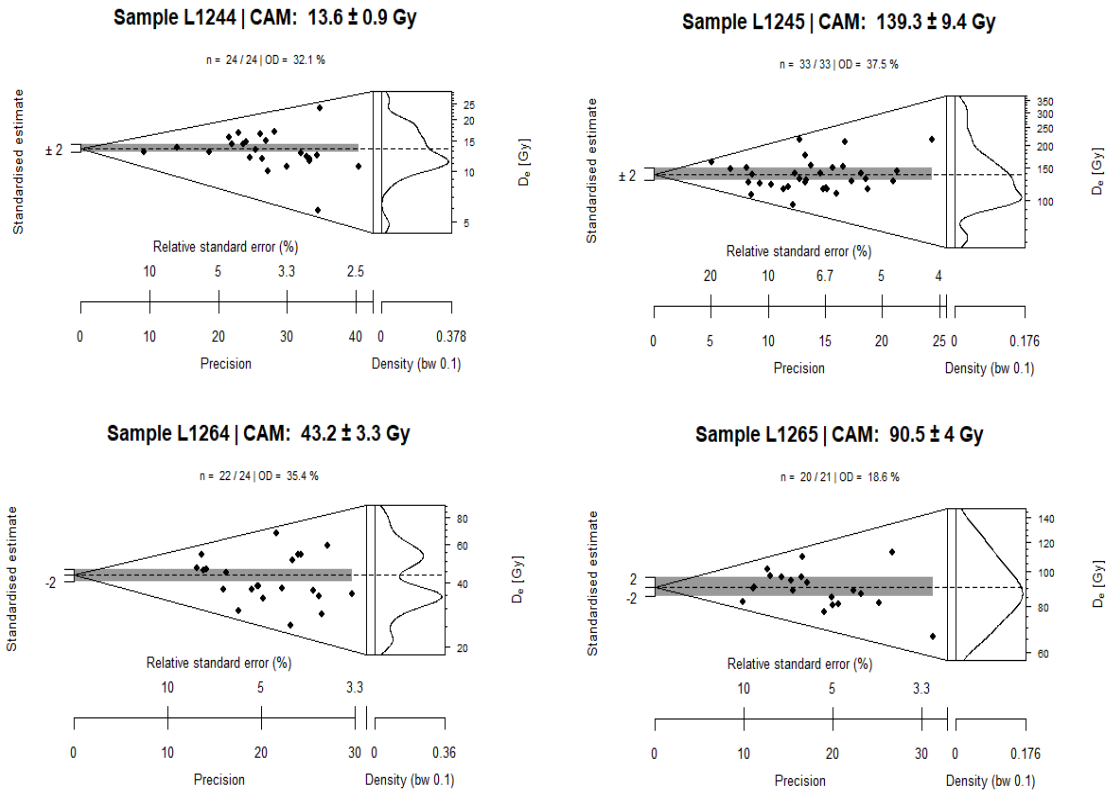 Sample L1244 | CAM: 13.6 ± 0.9 Gy
n = 24 / 24 | OD = 32.1 %
Standardised estimate
± 2
25
20
15
10
5
De [Gy]
Relative standard error (%)
10 5 3.3 2.5
0 10 20 30 40 0 0.378
Precision Density (bw 0.1)
Sample L1245 | CAM: 139.3 ± 9.4 Gy
n = 33 / 33 | OD = 37.5 %
Standardised estimate
± 2
350
250
200
150
100
De [Gy]
Relative standard error (%)
20 10 6.7 5 4
0 5 10 15 20 25 0 0.176
Precision Density (bw 0.1)
Sample L1264 | CAM: 43.2 ± 3.3 Gy
n = 22 / 24 | OD = 35.4 %
Standardised estimate
-2
80
60
40
20
De [Gy]
Relative standard error (%)
10 5 3.3
0 10 20 30 0 0.36
Precision Density (bw 0.1)
Sample L1265 | CAM: 90.5 ± 4 Gy
n = 20 / 21 | OD = 18.6 %
Standardised estimate
2
-2
140
120
100
80
60
De [Gy]
Relative standard error (%)
10 5 3.3
0 10 20 30 0 0.176
Precision Density (bw 0.1)